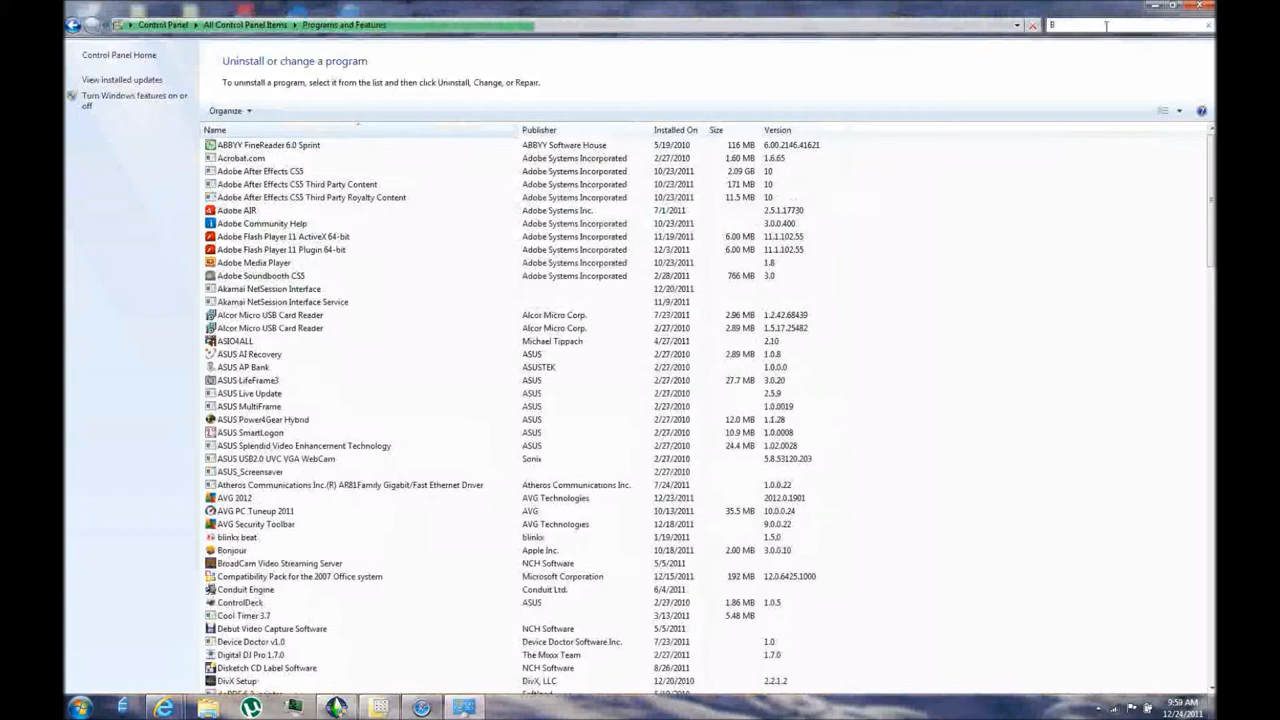 Control Panel ▸ All Control Panel Items ▸ Programs and Features
B
Control Panel Home
View installed updates
Turn Windows features on or
off
Uninstall or change a program
To uninstall a program, select it from the list and then click Uninstall, Change, or Repair.
Organize
Name Publisher Installed On Size Version
ABBYY FineReader 6.0 Sprint ABBYY Software House 5/19/2010 116 MB 6.00.2146.41621
Acrobat.com Adobe Systems Incorporated 10/23/2011 1.60 MB 1.6.65
Adobe After Effects CS5 Adobe Systems Incorporated 10/23/2011 2.09 GB 10
Adobe After Effects CS5 Third Party Content Adobe Systems Incorporated 10/23/2011 171 MB 10
Adobe After Effects CS5 Third Party Royalty Content Adobe Systems Incorporated 10/23/2011 11.5 MB 10
Adobe AIR Adobe Systems Inc. 7/1/2011 2.5.1.17730
Adobe Community Help Adobe Systems Incorporated 10/23/2011 3.0.0.400
Adobe Flash Player 11 ActiveX 64-bit Adobe Systems Incorporated 11/19/2011 6.00 MB 11.1.102.55
Adobe Flash Player 11 Plugin 64-bit Adobe Systems Incorporated 12/3/2011 6.00 MB 11.1.102.55
Adobe Media Player Adobe Systems Incorporated 10/23/2011 1.8
Adobe Soundbooth CS5 Adobe Systems Incorporated 2/28/2011 766 MB 3.0
Akamai NetSession Interface 12/20/2011
Akamai NetSession Interface Service 11/9/2011
Alcor Micro USB Card Reader Alcor Micro Corp. 7/23/2011 2.96 MB 1.2.42.68439
Alcor Micro USB Card Reader Alcor Micro Corp. 2/27/2010 2.89 MB 1.5.17.25482
ASIO4ALL Michael Tippach 4/27/2011 2.10
ASUS AI Recovery ASUS 2/27/2010 2.89 MB 1.0.8
ASUS AP Bank ASUSTEK 2/27/2010 1.0.0.0
ASUS LifeFrame3 ASUS 2/27/2010 27.7 MB 3.0.20
ASUS Live Update ASUS 2/27/2010 2.5.9
ASUS MultiFrame ASUS 2/27/2010 1.0.0019
ASUS Power4Gear Hybrid ASUS 2/27/2010 12.0 MB 1.1.28
ASUS SmartLogon ASUS 2/27/2010 10.9 MB 1.0.0008
ASUS Splendid Video Enhancement Technology ASUS 2/27/2010 24.4 MB 1.02.0028
ASUS USB2.0 UVC VGA WebCam Sonix 2/27/2010 5.8.53120.203
ASUS_Screensaver 2/27/2010
Atheros Communications Inc.(R) AR81Family Gigabit/Fast Ethernet Driver Atheros Communications Inc. 7/24/2011 1.0.0.22
AVG 2012 AVG Technologies 12/23/2011 2012.0.1901
AVG PC Tuneup 2011 AVG 10/13/2011 35.5 MB 10.0.0.24
AVG Security Toolbar AVG Technologies 12/18/2011 9.0.0.22
blinkx beat blinkx 1/19/2011 1.5.0
Bonjour Apple Inc. 10/18/2011 2.00 MB 3.0.0.10
BroadCam Video Streaming Server NCH Software 5/5/2011
Compatibility Pack for the 2007 Office system Microsoft Corporation 12/15/2011 192 MB 12.0.6425.1000
Conduit Engine Conduit Ltd. 6/4/2011
ControlDeck ASUS 2/27/2010 1.86 MB 1.0.5
Cool Timer 3.7 3/13/2011 5.48 MB
Debut Video Capture Software NCH Software 5/5/2011
Device Doctor v1.0 Device Doctor Software Inc. 7/23/2011 1.0
Digital DJ Pro 1.7.0 The Mixxx Team 2/27/2011 1.7.0
Disketch CD Label Software NCH Software 8/26/2011
DivX Setup DivX, LLC 5/21/2011 2.2.1.2
9:59 AM
12/24/2011